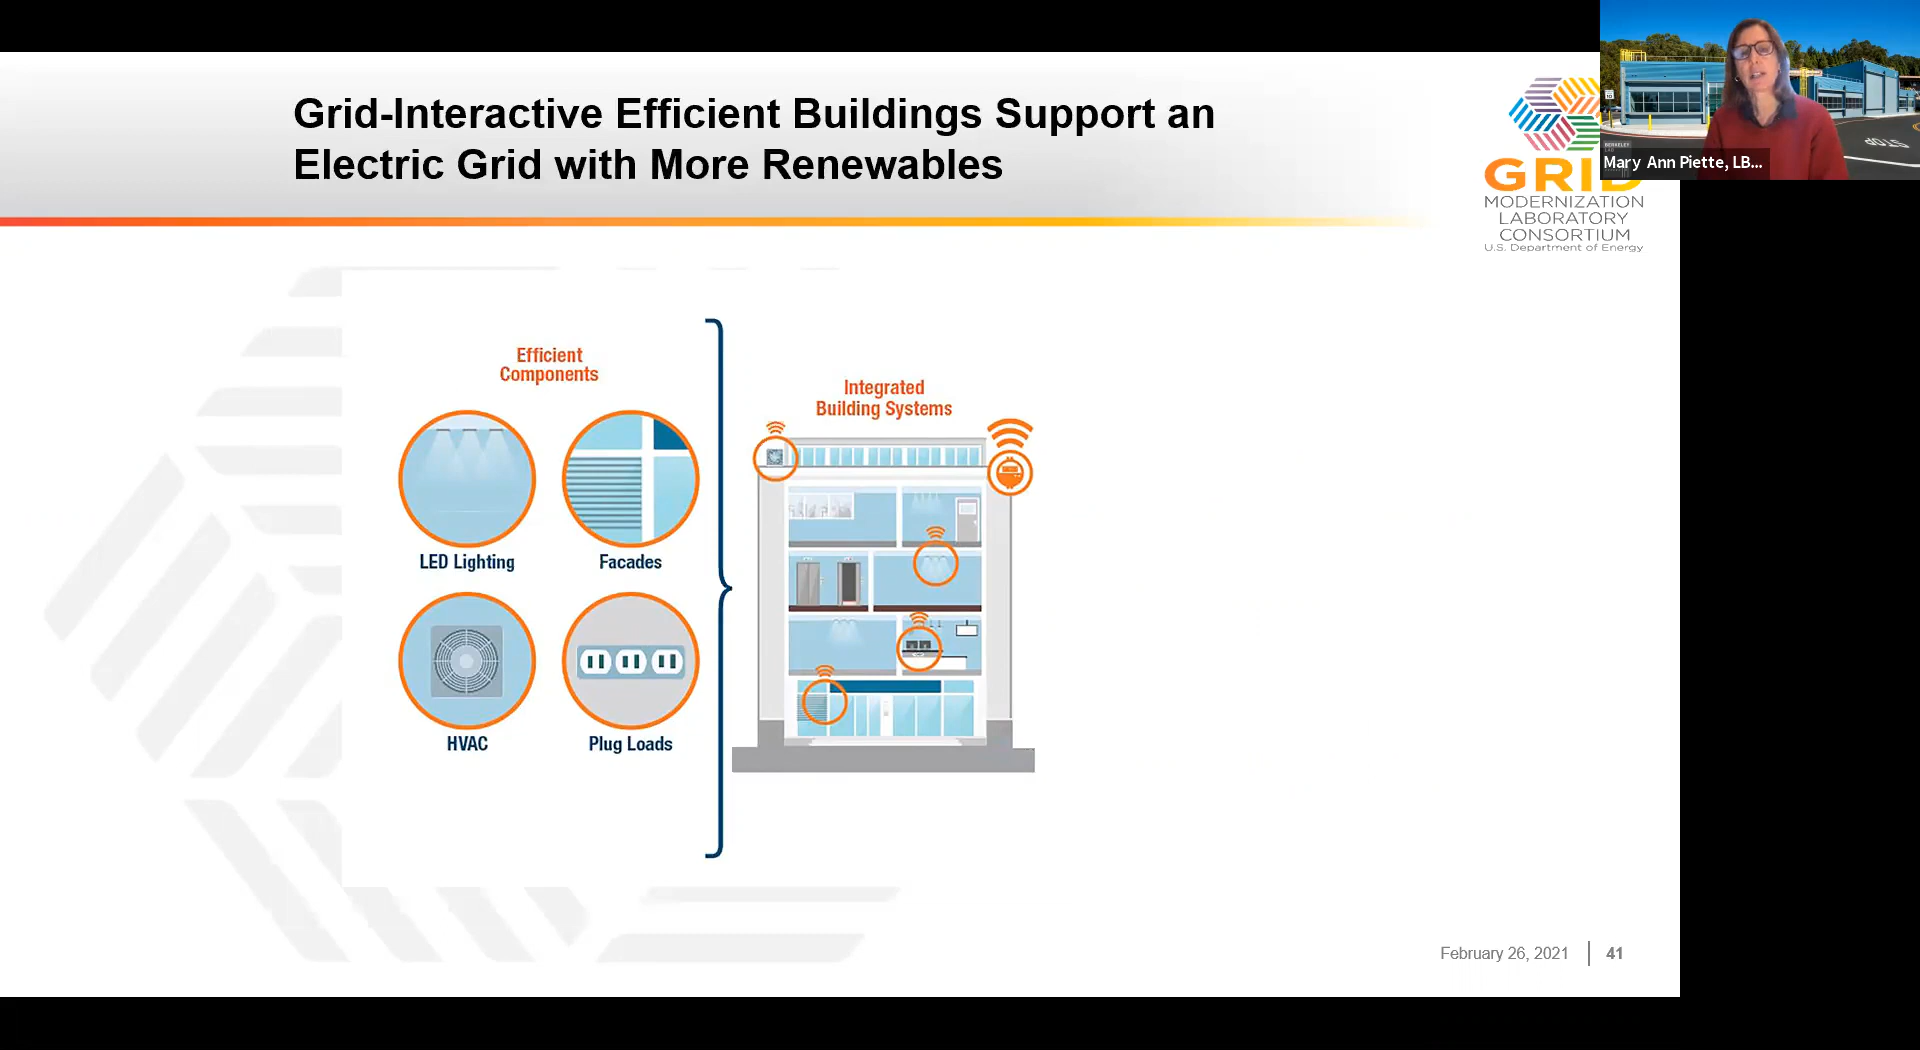 Grid-Interactive Efficient Buildings Support an
Electric Grid with More Renewables
Mary Ann Piette, LB...
GRID
MODERNIZATION
LABORATORY
CONSORTIUM
U.S. Department of Energy
Efficient
Components
LED Lighting
Facades
HVAC
Plug Loads
Integrated
Building Systems
February 26, 2021
41